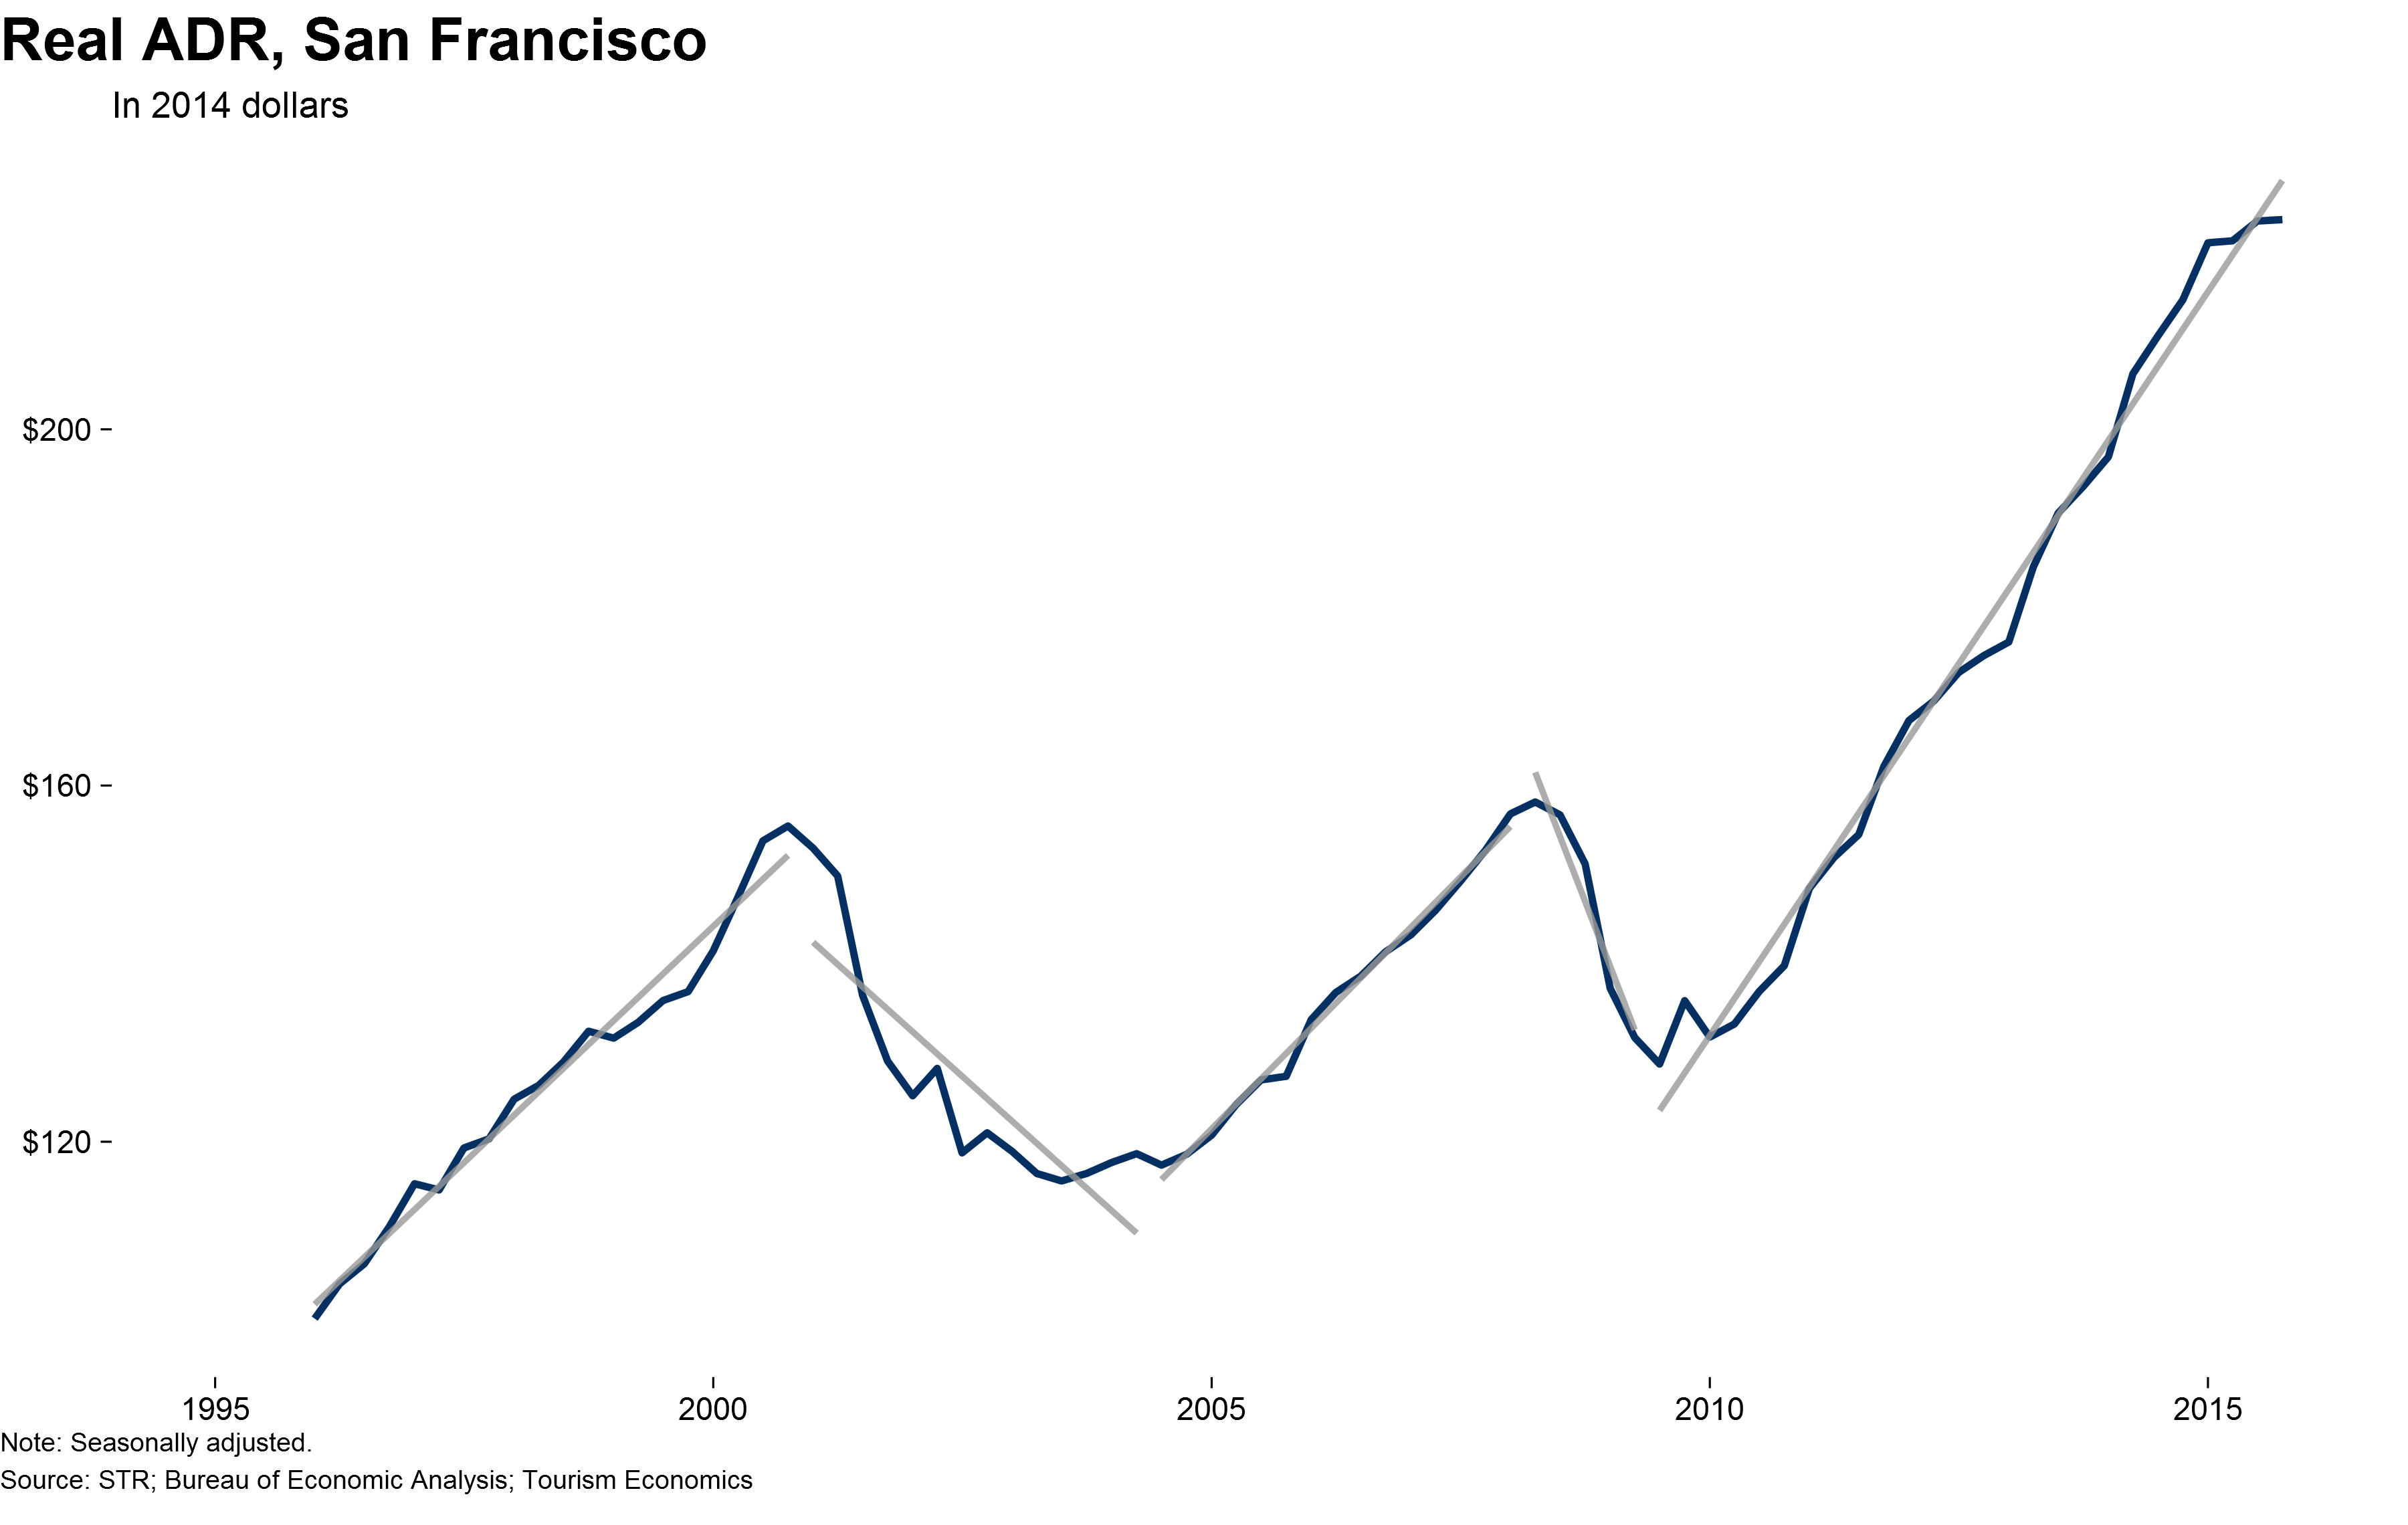 Real ADR, San Francisco
In 2014 dollars
$200
$160
$120
1995 2000 2005 2010 2015
Note: Seasonally adjusted.
Source: STR; Bureau of Economic Analysis; Tourism Economics